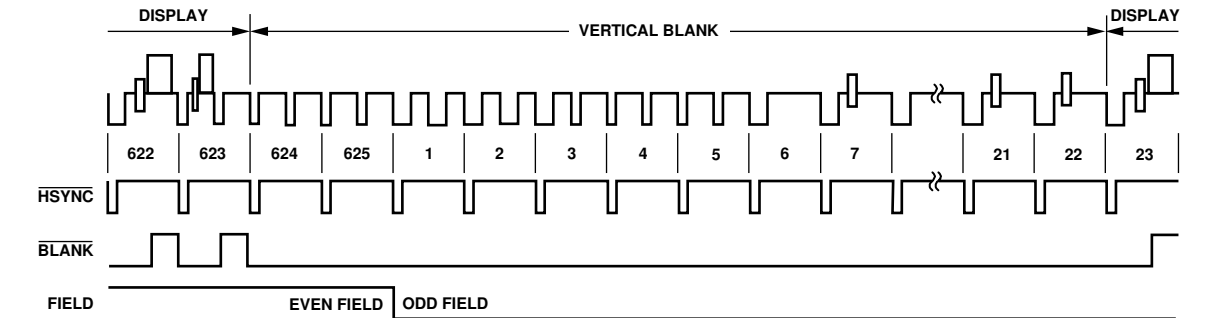 DISPLAY DISPLAY
VERTICAL BLANK
622 623 624 625 1 2 3 4 5 6 7 21 22 23
HSYNC
BLANK
FIELD EVEN FIELD ODD FIELD